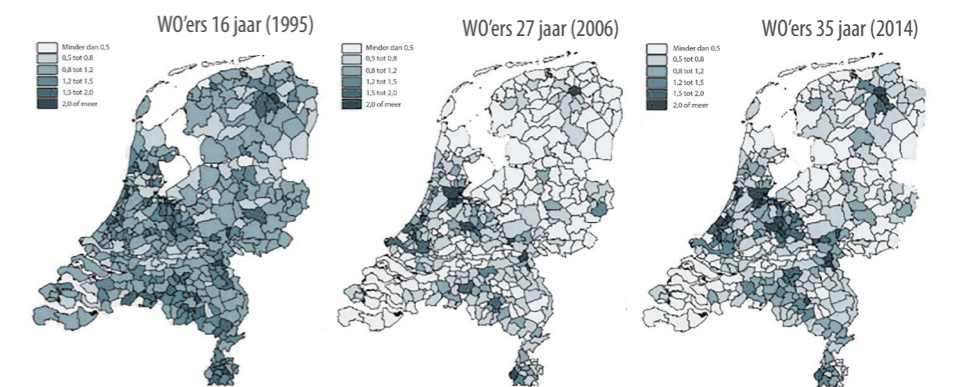 WO'ers 16 jaar (1995)
Minder dan 0,5
0,5 tot 0,8
0,8 tot 1,2
1,2 tot 1,5
1,5 tot 2,0
2,0 of meer
WO'ers 27 jaar (2006)
Minder dan 0,5
0,5 tot 0,8
0,8 tot 1,2
1,2 tot 1,5
1,5 tot 2,0
2,0 of meer
WO'ers 35 jaar (2014)
Minder dan 0,5
0,5 tot 0,8
0,8 tot 1,2
1,2 tot 1,5
1,5 tot 2,0
2,0 of meer